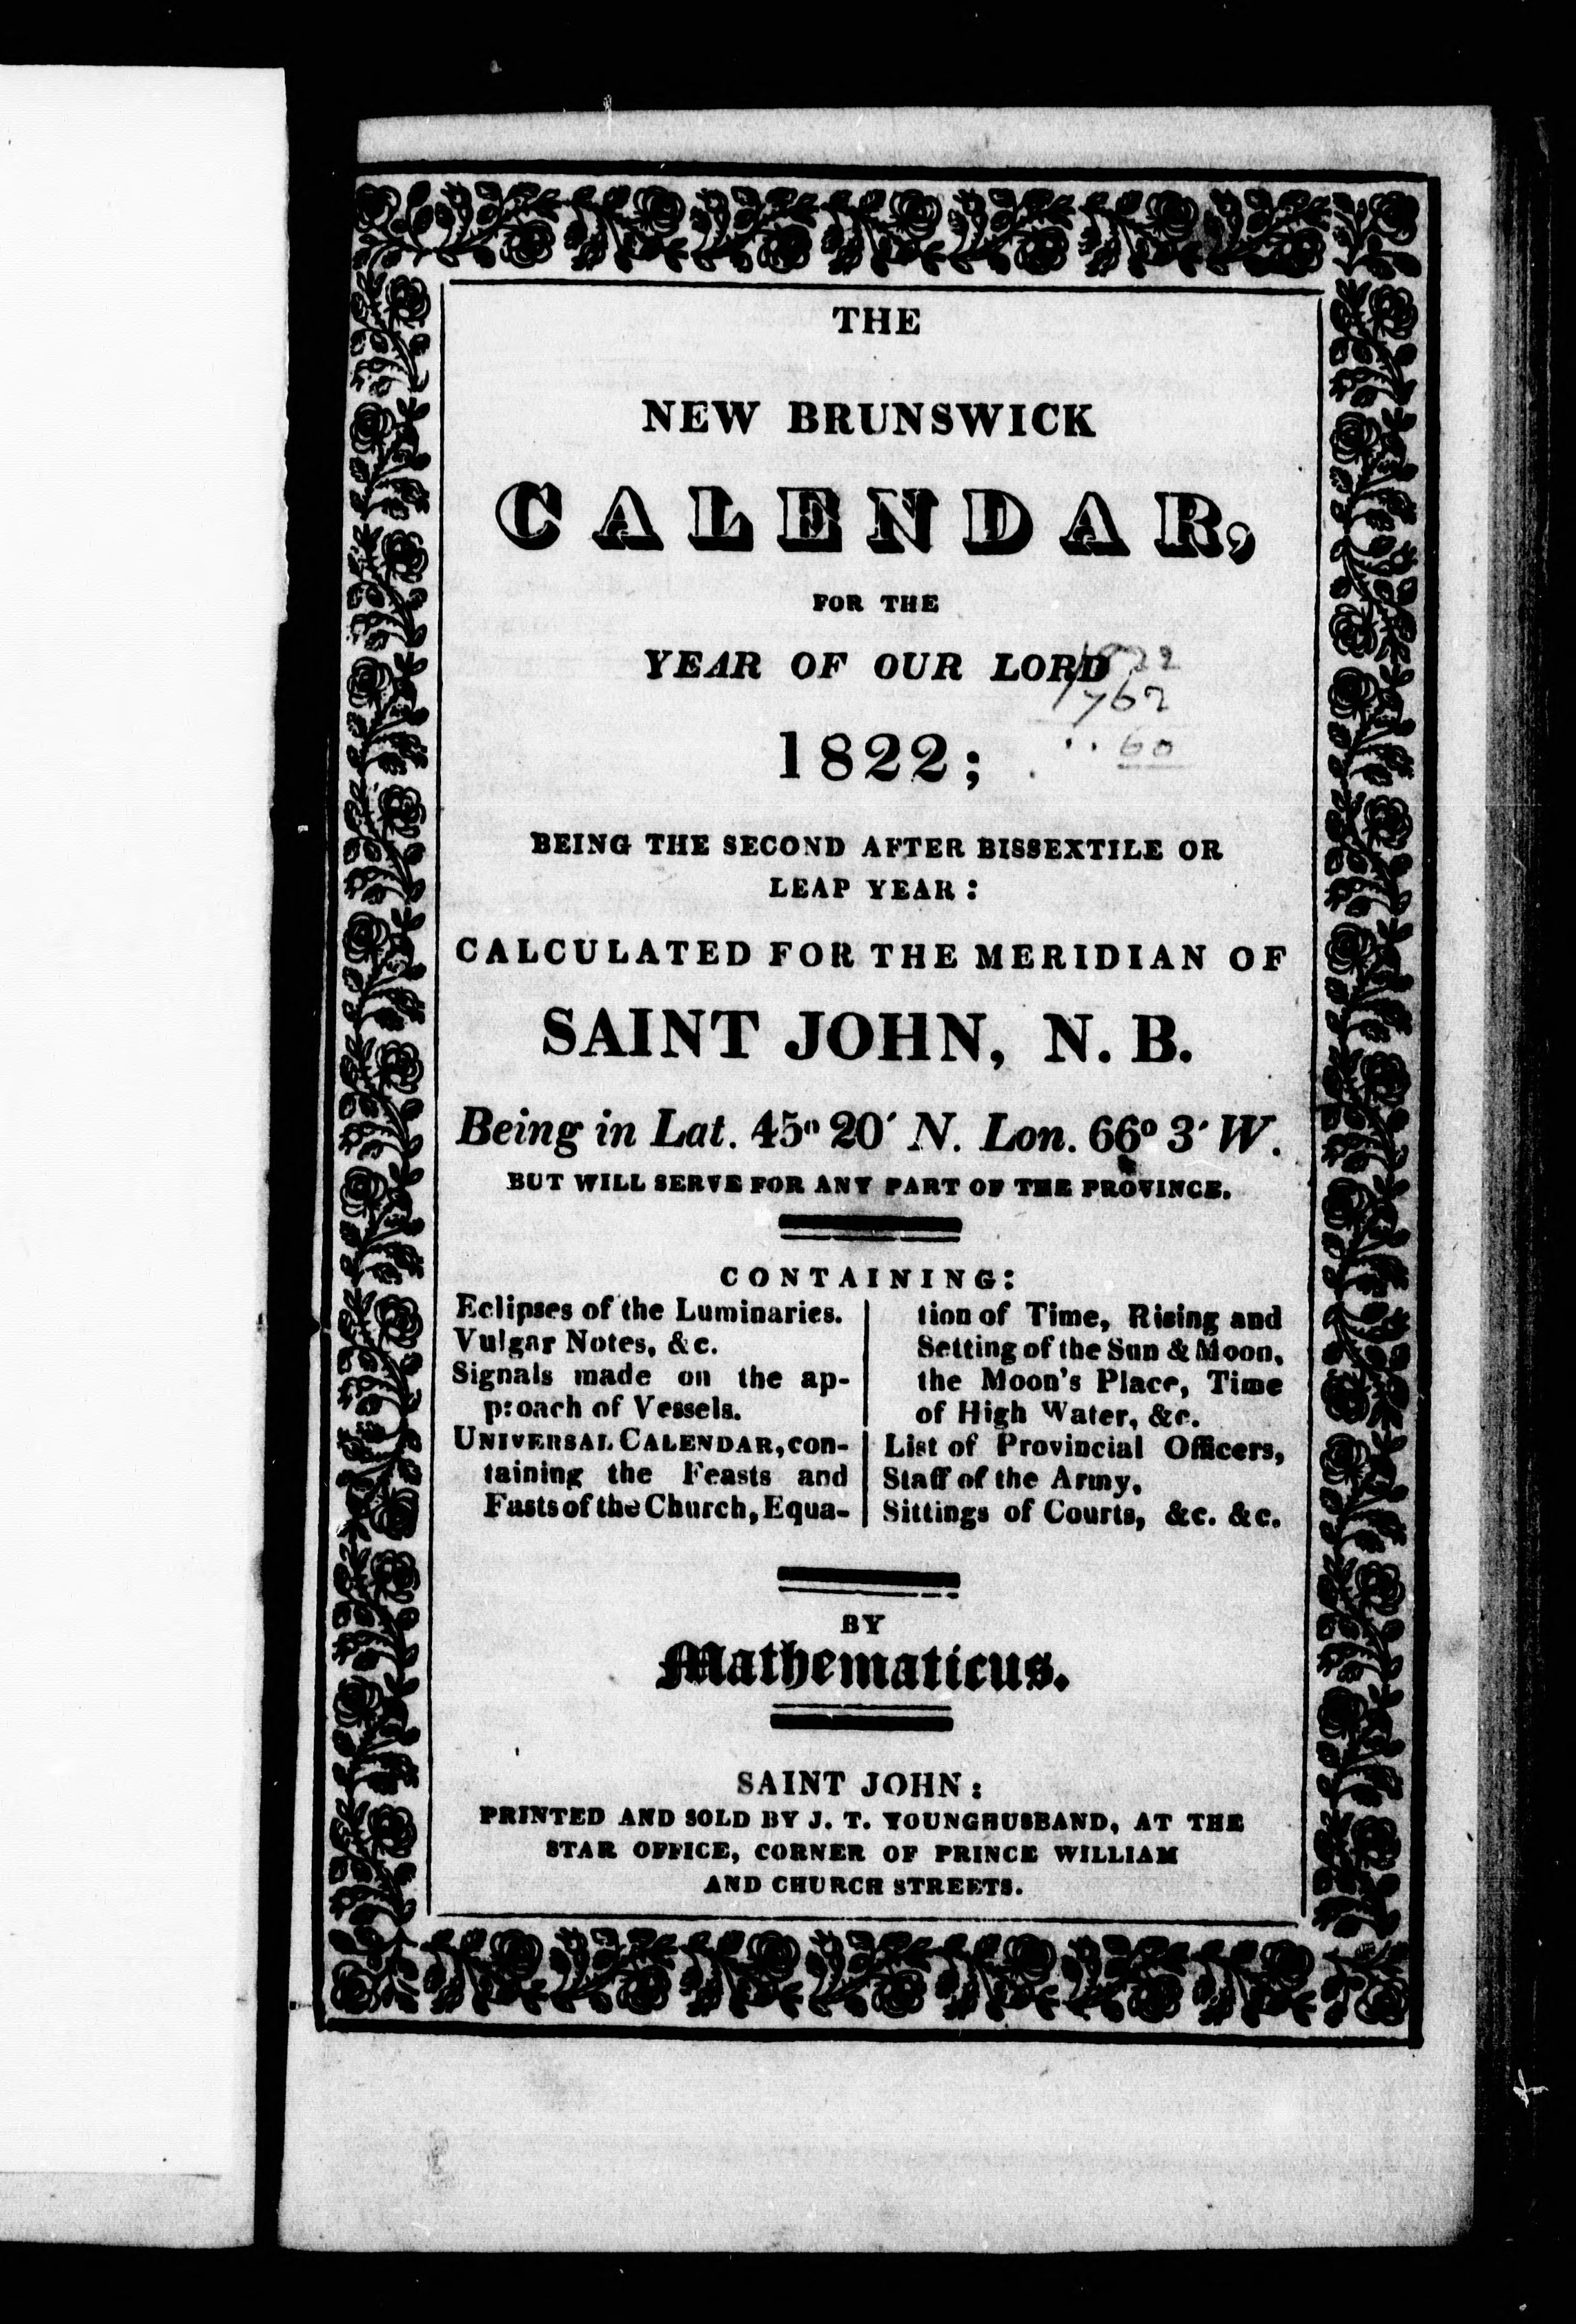 THE
NEW BRUNSWICK
CALENDAR,
FOR THE
YEAR OF OUR LORD
1822
1762
60
1822;
BEING THE SECOND AFTER BISSEXTILE OR
LEAP YEAR:
CALCULATED FOR THE MERIDIAN OF
SAINT JOHN, N. B.
Being in Lat. 45º 20′ N. Lon. 66º 3′ W.
BUT WILL SERVE FOR ANY PART OF THE PROVINCE.
CONTAINING:
Eclipses of the Luminaries.
Vulgar Notes, &c.
Signals made on the ap-
proach of Vessels.
UNIVERSAL CALENDAR, con-
taining the Feasts and
Fasts of the Church, Equa-
tion of Time, Rising and
Setting of the Sun & Moon,
the Moon's Place, Time
of High Water, &c.
List of Provincial Officers,
Staff of the Army,
Sittings of Courts, &c. &c.
BY
Mathematicus.
SAINT JOHN:
PRINTED AND SOLD BY J. T. YOUNGHUSBAND, AT THE
STAR OFFICE, CORNER OF PRINCE WILLIAM
AND CHURCH STREETS.